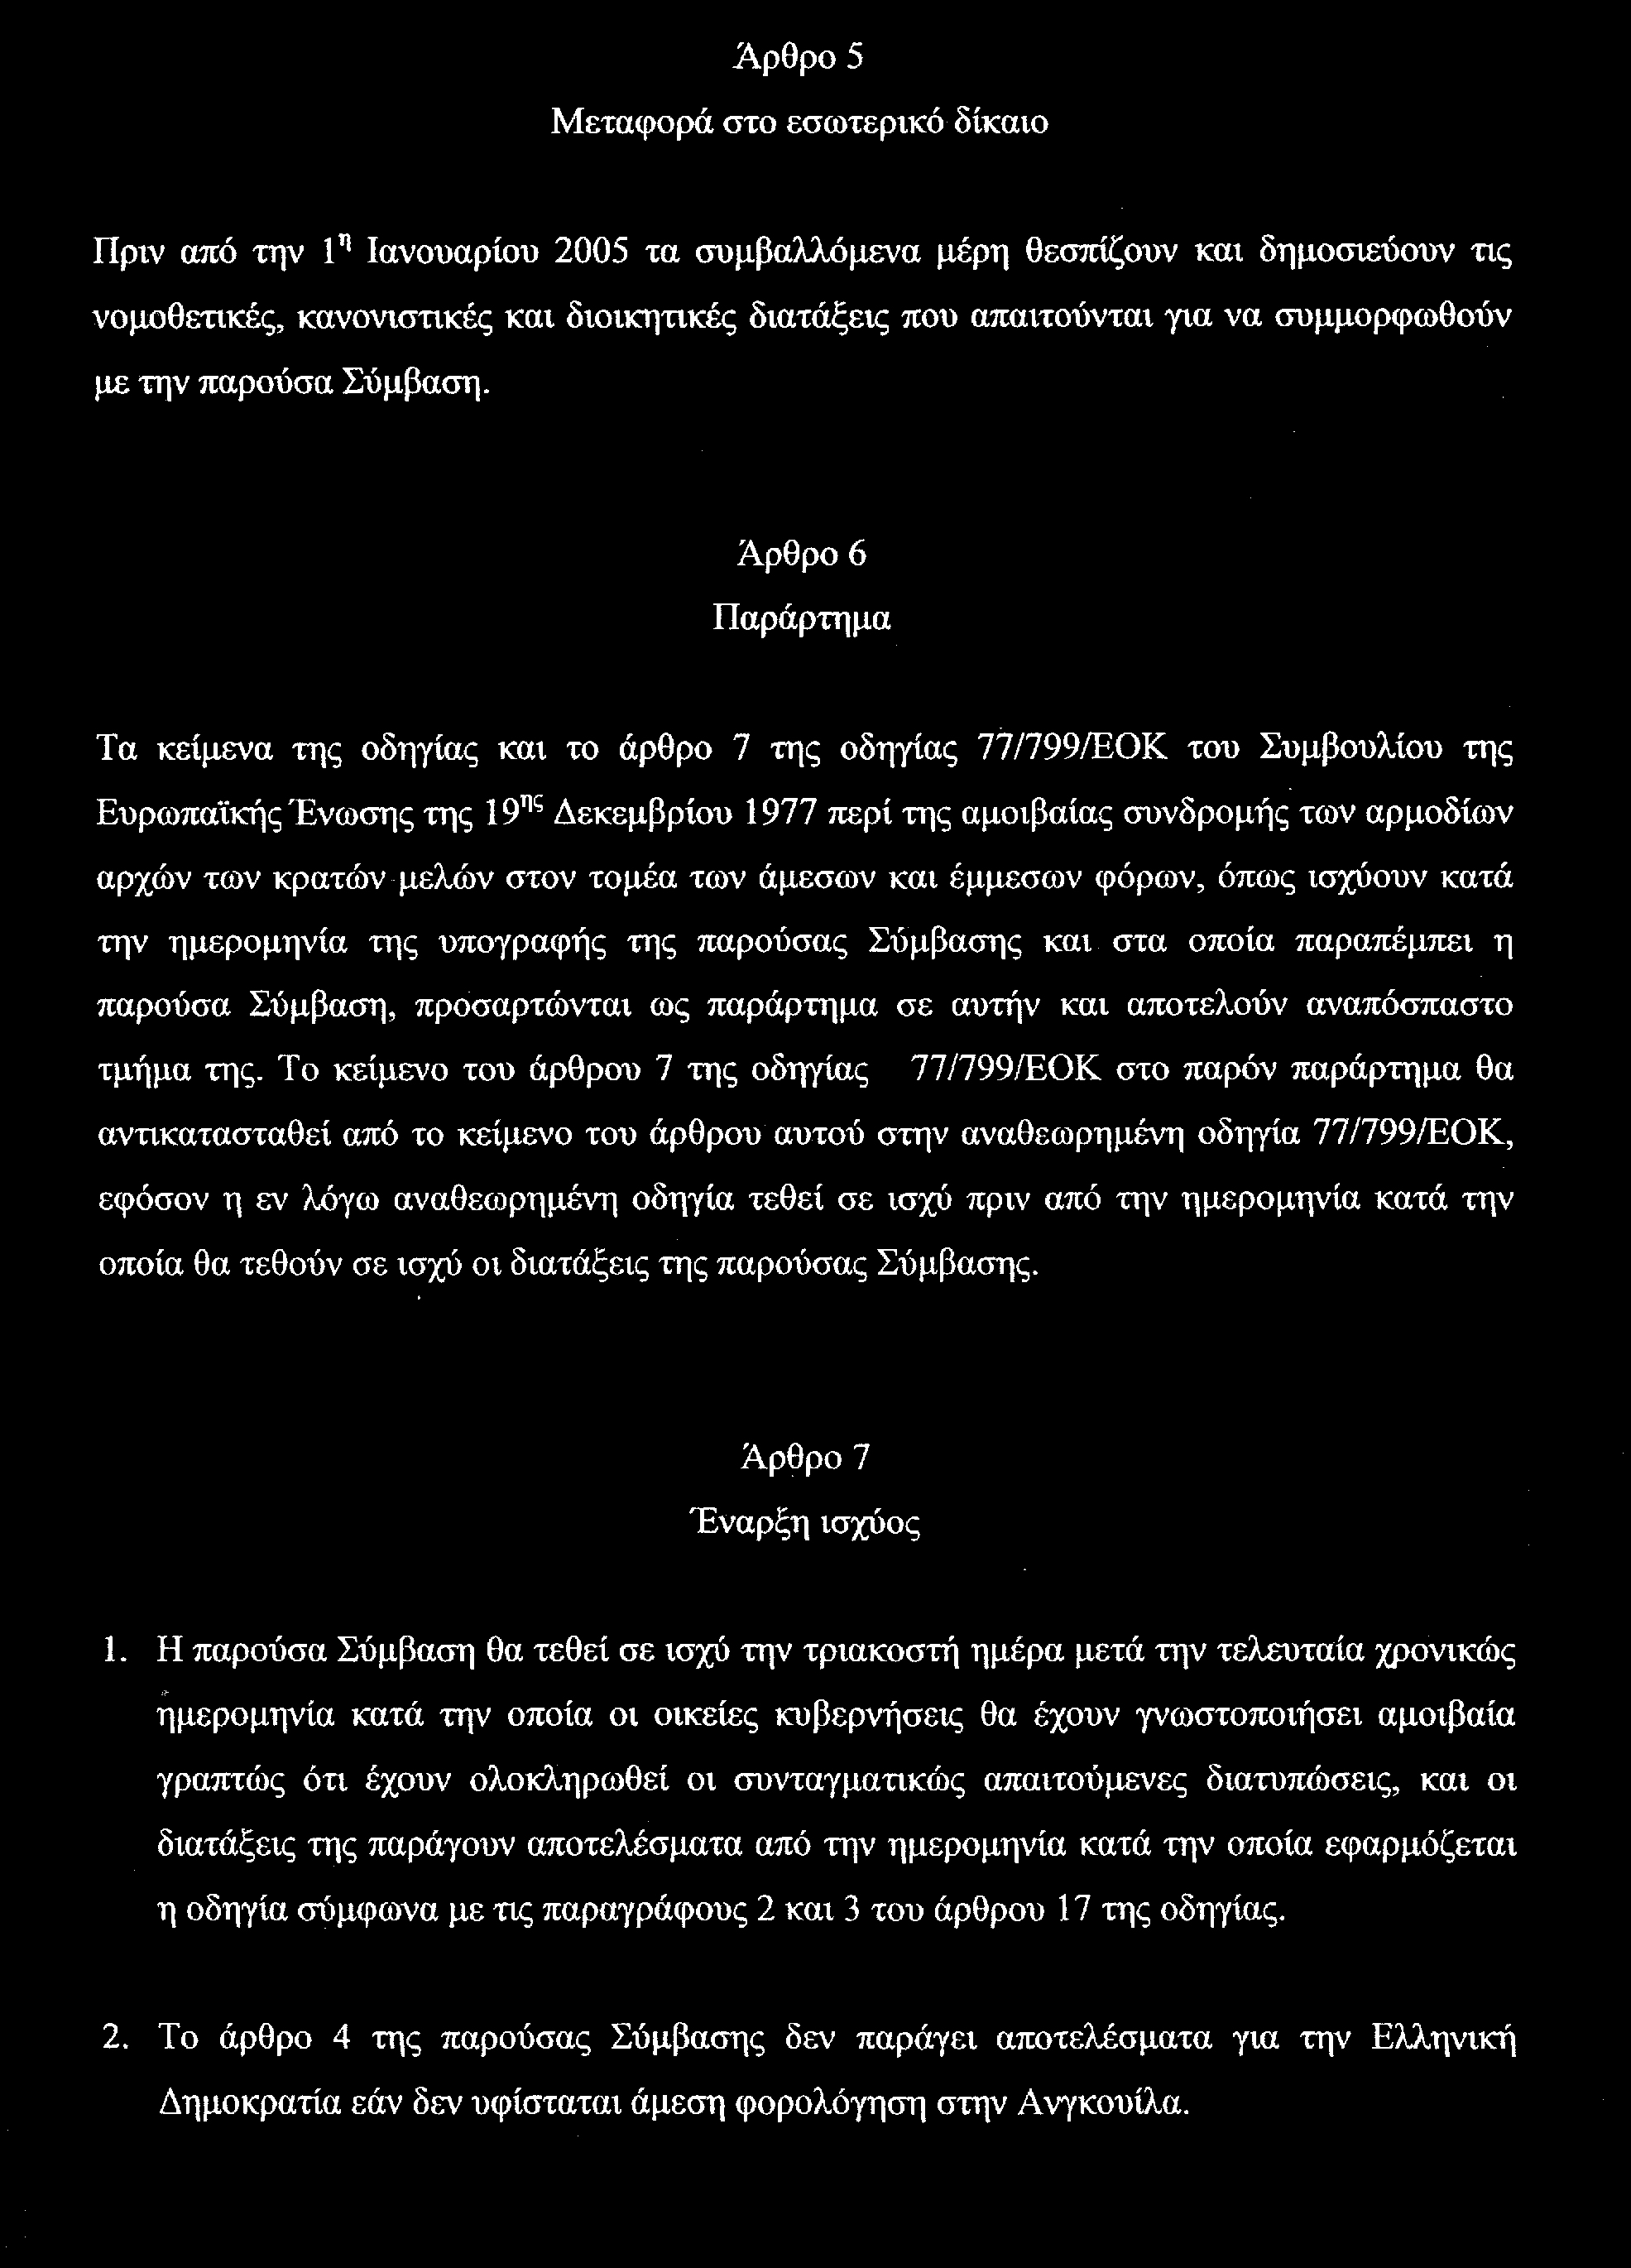 Άρθρο 5
Μεταφορά στο εσωτερικό δίκαιο
Πριν από την 1η Ιανουαρίου 2005 τα συμβαλλόμενα μέρη θεσπίζουν και δημοσιεύουν τις
νομοθετικές, κανονιστικές και διοικητικές διατάξεις που απαιτούνται για να συμμορφωθούν
με την παρούσα Σύμβαση.
Άρθρο 6
Παράρτημα
Τα κείμενα της οδηγίας και το άρθρο 7 της οδηγίας 77/799/ΕΟΚ του Συμβουλίου της
Ευρωπαϊκής Ένωσης της 19ης Δεκεμβρίου 1977 περί της αμοιβαίας συνδρομής των αρμοδίων
αρχών των κρατών μελών στον τομέα των άμεσων και έμμεσων φόρων, όπως ισχύουν κατά
την ημερομηνία της υπογραφής της παρούσας Σύμβασης και στα οποία παραπέμπει η
παρούσα Σύμβαση, προσαρτώνται ως παράρτημα σε αυτήν και αποτελούν αναπόσπαστο
τμήμα της. Το κείμενο του άρθρου 7 της οδηγίας 77/799/ΕΟΚ στο παρόν παράρτημα θα
αντικατασταθεί από το κείμενο του άρθρου αυτού στην αναθεωρημένη οδηγία 77/799/ΕΟΚ,
εφόσον η εν λόγω αναθεωρημένη οδηγία τεθεί σε ισχύ πριν από την ημερομηνία κατά την
οποία θα τεθούν σε ισχύ οι διατάξεις της παρούσας Σύμβασης.
Άρθρο 7
Έναρξη ισχύος
1. Η παρούσα Σύμβαση θα τεθεί σε ισχύ την τριακοστή ημέρα μετά την τελευταία χρονικώς
ημερομηνία κατά την οποία οι οικείες κυβερνήσεις θα έχουν γνωστοποιήσει αμοιβαία
γραπτώς ότι έχουν ολοκληρωθεί οι συνταγματικώς απαιτούμενες διατυπώσεις, και οι
διατάξεις της παράγουν αποτελέσματα από την ημερομηνία κατά την οποία εφαρμόζεται
η οδηγία σύμφωνα με τις παραγράφους 2 και 3 του άρθρου 17 της οδηγίας.
2. Το άρθρο 4 της παρούσας Σύμβασης δεν παράγει αποτελέσματα για την Ελληνική
Δημοκρατία εάν δεν υφίσταται άμεση φορολόγηση στην Ανγκουίλα.